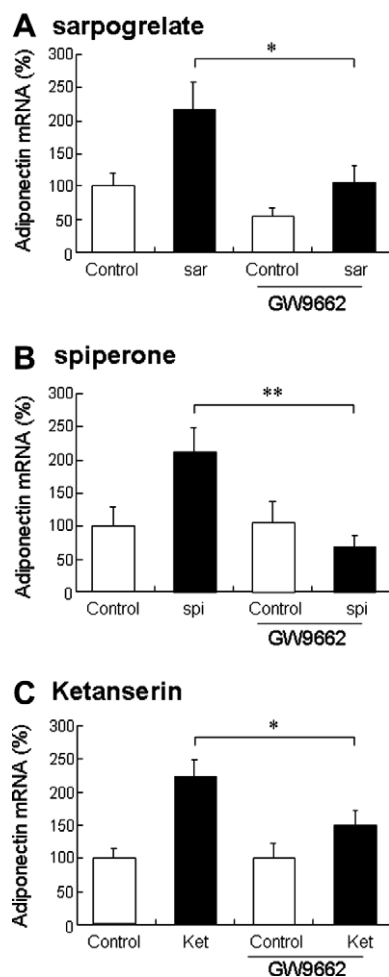 A sarpogrelate
Adiponectin mRNA (%)
300
250
200
150
100
50
0
*
Control sar Control sar
GW9662
B spiperone
Adiponectin mRNA (%)
300
250
200
150
100
50
0
**
Control spi Control spi
GW9662
C Ketanserin
Adiponectin mRNA (%)
300
250
200
150
100
50
0
*
Control Ket Control Ket
GW9662